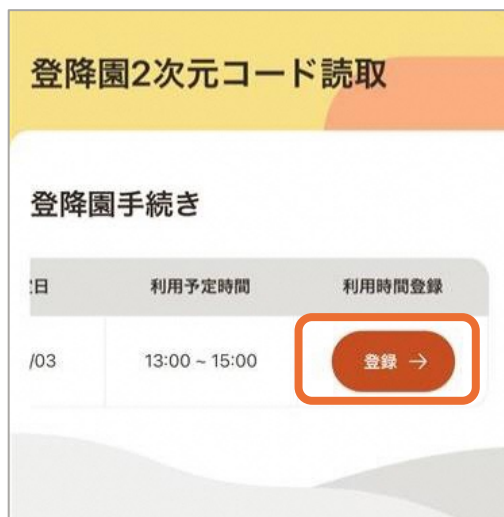 登降園2次元コード読取
登降園手続き
日 利用予定時間 利用時間登録
/03 13:00 ~ 15:00 登録 →